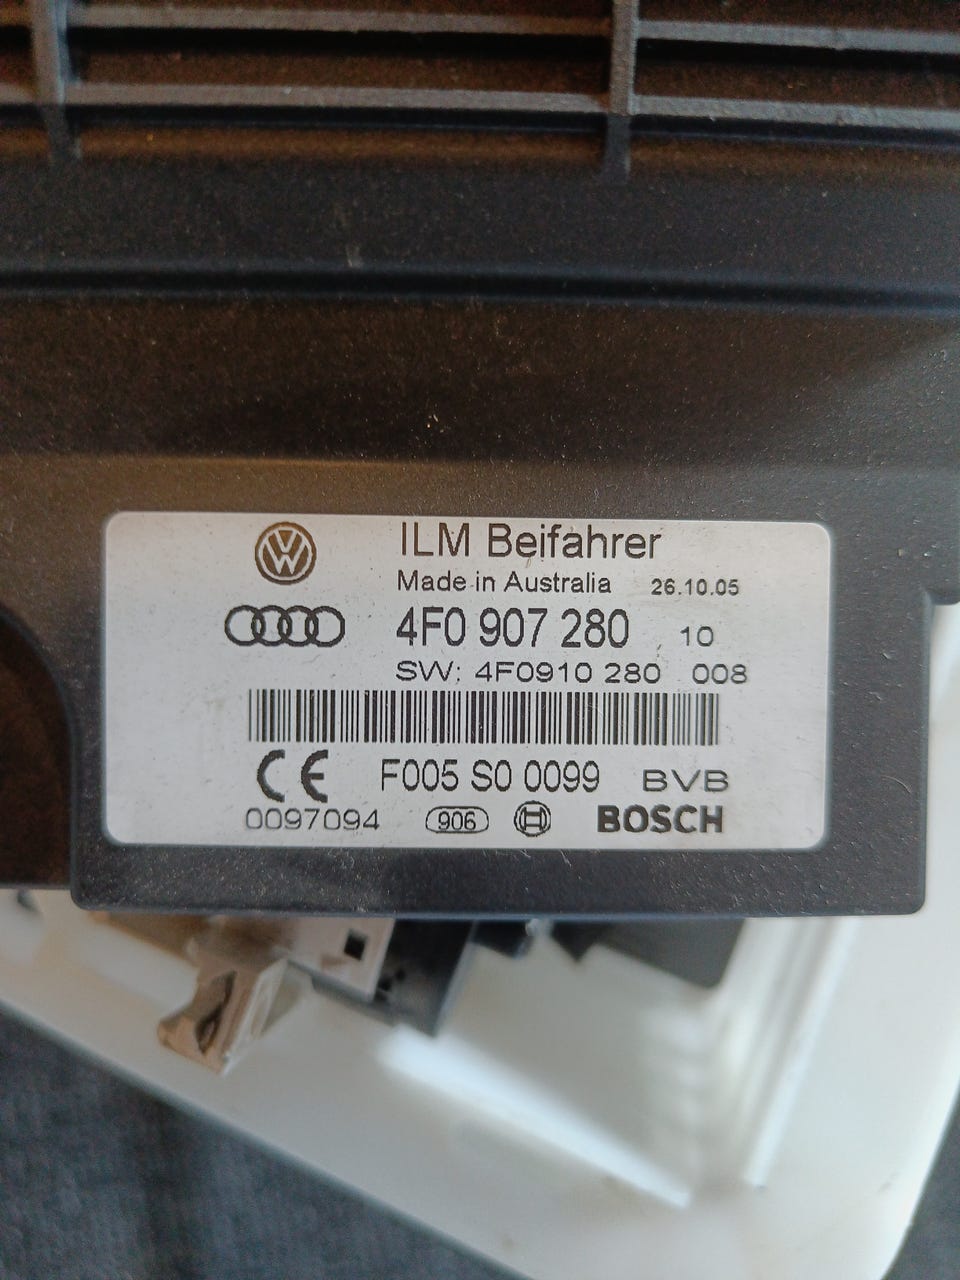 ILM Beifahrer
Made in Australia 26.10.05
4F0 907 280 10
SW: 4F0910 280 008
CE F005 S0 0099 BVB
0097094 906 BOSCH